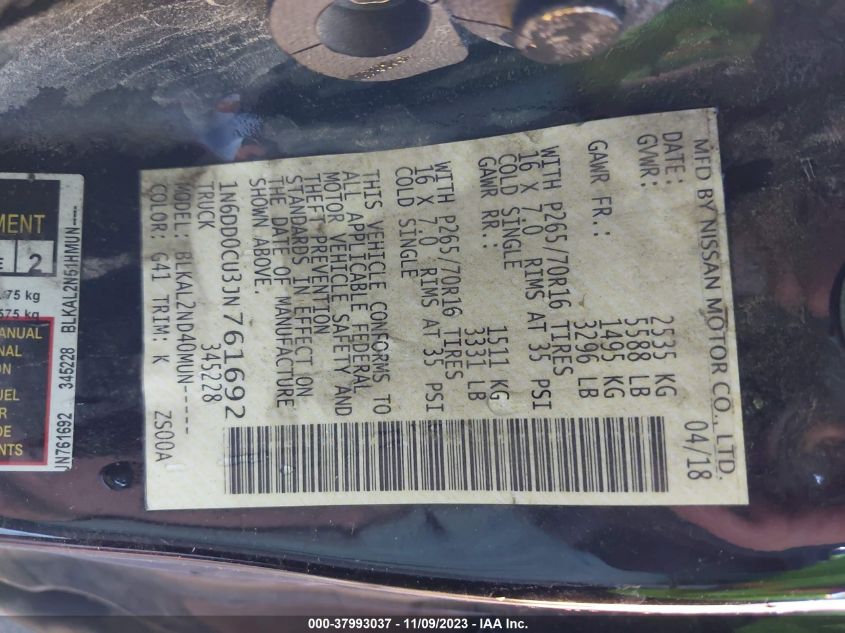 MFD BY NISSAN MOTOR CO., LTD.
DATE: 04/18
GVWR: 2535 KG
5588 LB
GAWR FR.: 1495 KG
3296 LB
WITH P265/70R16 TIRES
16 X 7.0 RIMS AT 35 PSI
COLD SINGLE
GAWR RR.: 1511 KG
3331 LB
WITH P265/70R16 TIRES
16 X 7.0 RIMS AT 35 PSI
COLD SINGLE
THIS VEHICLE CONFORMS TO
ALL APPLICABLE FEDERAL
MOTOR VEHICLE SAFETY AND
THEFT PREVENTION
STANDARDS IN EFFECT ON
THE DATE OF MANUFACTURE
SHOWN ABOVE.
1N6DD0CU3JN761692
TRUCK 345228
MODEL: BLKAL2ND4DMUN-----
COLOR: G41 TRIM: K ZS00A
MENT
2
75 kg
575 kg
ANUAL
NAL
ION
UEL
R
DE
ENTS
JN761692 345228 BLKAL2N51HMUN----
000-37993037 - 11/09/2023 - IAA Inc.